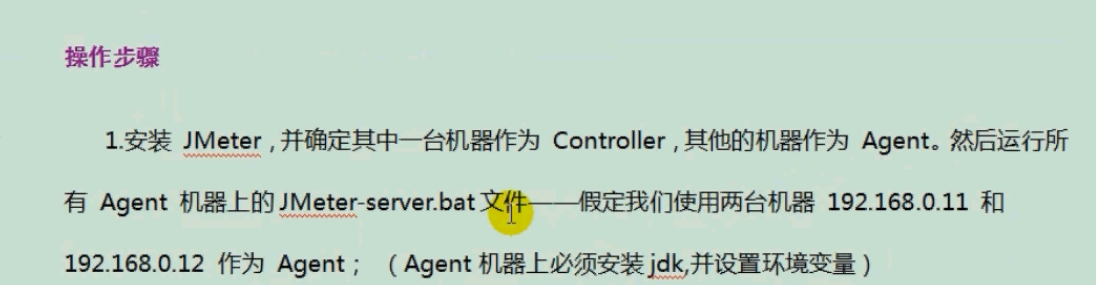 操作步骤
1.安装 JMeter,并确定其中一台机器作为 Controller,其他的机器作为 Agent。然后运行所
有 Agent 机器上的JMeter-server.bat文件——假定我们使用两台机器 192.168.0.11 和
192.168.0.12 作为 Agent; (Agent 机器上必须安装jdk,并设置环境变量)